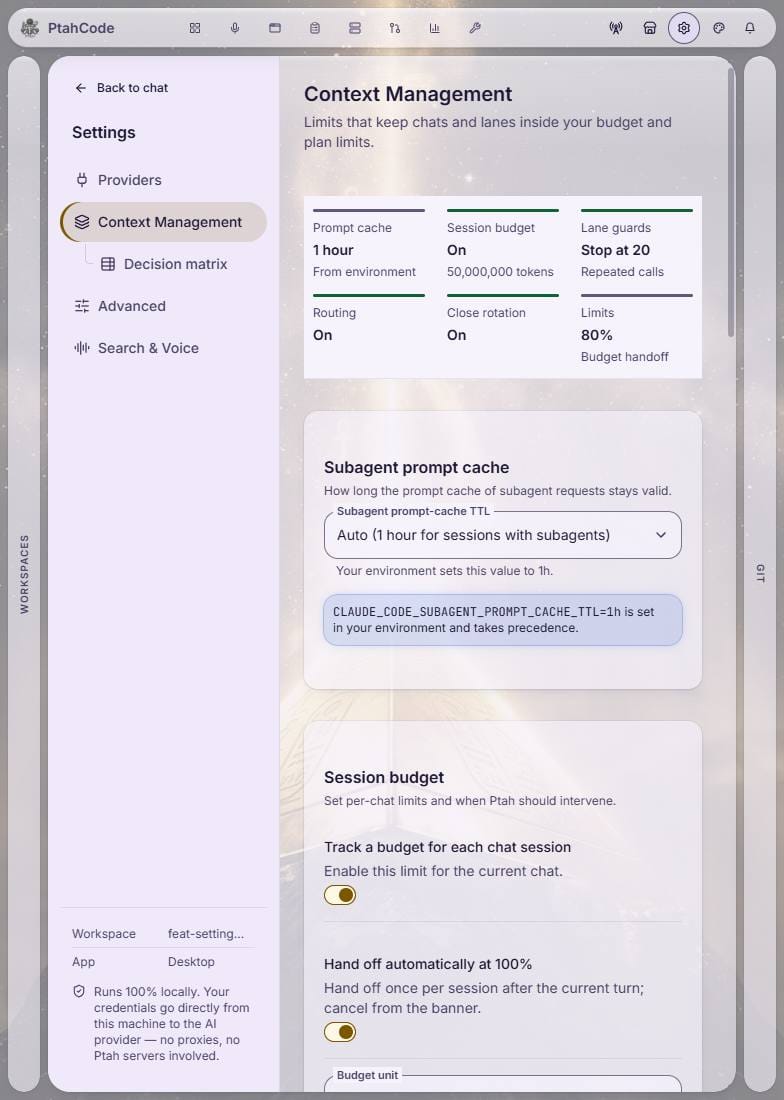 PtahCode
WORKSPACES
Back to chat
Settings
Providers
Context Management
Decision matrix
Advanced
Search & Voice
Workspace feat-setting...
App Desktop
Runs 100% locally. Your
credentials go directly from
this machine to the AI
provider — no proxies, no
Ptah servers involved.
Context Management
Limits that keep chats and lanes inside your budget and
plan limits.
Prompt cache Session budget Lane guards
1 hour On Stop at 20
From environment 50,000,000 tokens Repeated calls
Routing Close rotation Limits
On On 80%
Budget handoff
Subagent prompt cache
How long the prompt cache of subagent requests stays valid.
Subagent prompt-cache TTL
Auto (1 hour for sessions with subagents)
Your environment sets this value to 1h.
CLAUDE_CODE_SUBAGENT_PROMPT_CACHE_TTL=1h is set
in your environment and takes precedence.
Session budget
Set per-chat limits and when Ptah should intervene.
Track a budget for each chat session
Enable this limit for the current chat.
Hand off automatically at 100%
Hand off once per session after the current turn;
cancel from the banner.
Budget unit
GIT